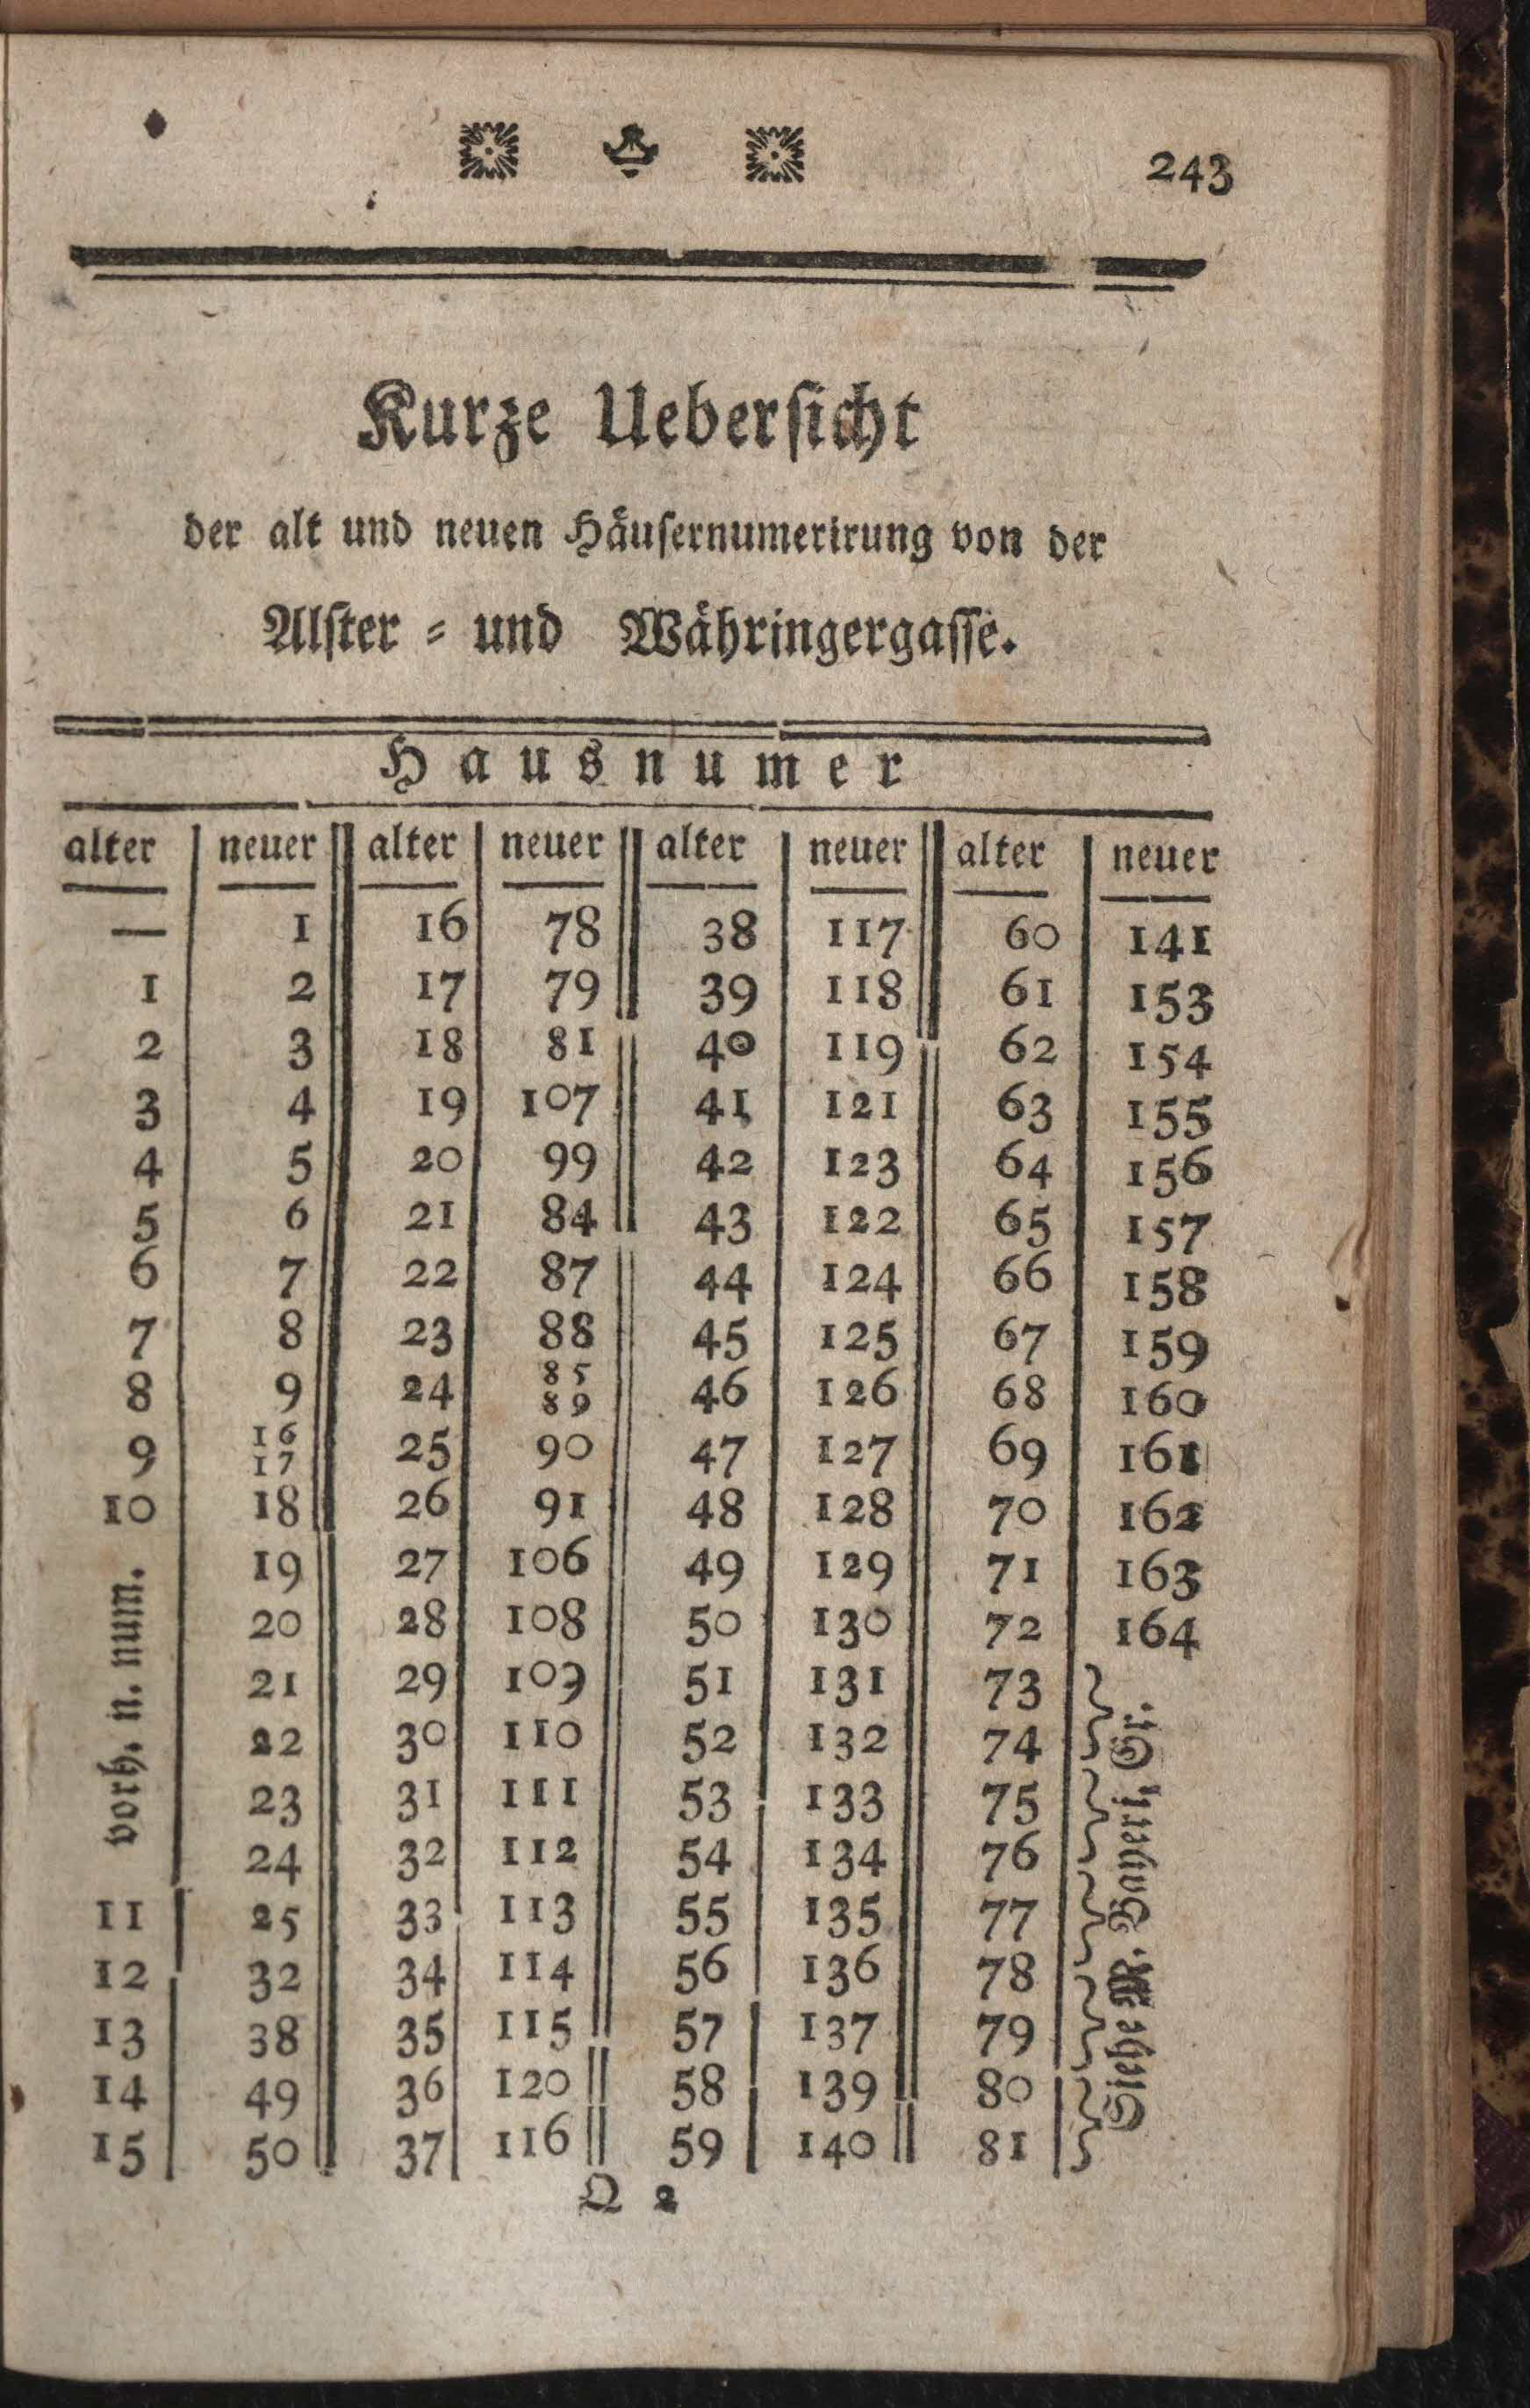 243
Kurze Ueberſicht
der alt und neuen Häuſernumerirung von der
Alſter = und Währingergaſſe.
Hausnumer
alter neuer alter neuer alter neuer alter neuer
— 1 16 78 38 117 60 141
1 2 17 79 39 118 61 153
2 3 18 81 40 119 62 154
3 4 19 107 41 121 63 155
4 5 20 99 42 123 64 156
5 6 21 84 43 122 65 157
6 7 22 87 44 124 66 158
7 8 23 88 45 125 67 159
8 9 24 85 89 46 126 68 160
9 16 17 25 90 47 127 69 161
10 18 26 91 48 128 70 162
vorh. n. num.
19 27 106 49 129 71 163
20 28 108 50 130 72 164
21 29 109 51 131 73
22 30 110 52 132 74
23 31 111 53 133 75
24 32 112 54 134 76
11 25 33 113 55 135 77
12 32 34 114 56 136 78
13 38 35 115 57 137 79
14 49 36 120 58 139 80
15 50 37 116 59 140 81
Siehe M.
Q 2